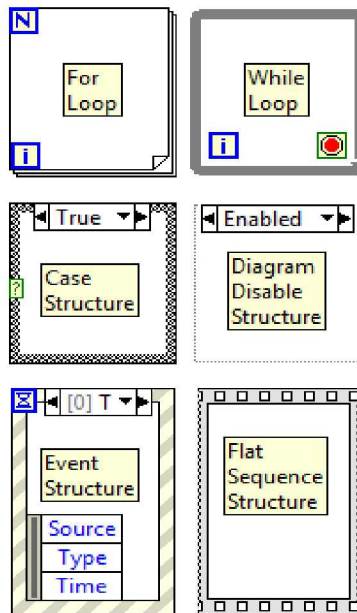 N
For
Loop
i
While
Loop
i
True
?
Case
Structure
Enabled
Diagram
Disable
Structure
[0] T
Event
Structure
Source
Type
Time
Flat
Sequence
Structure